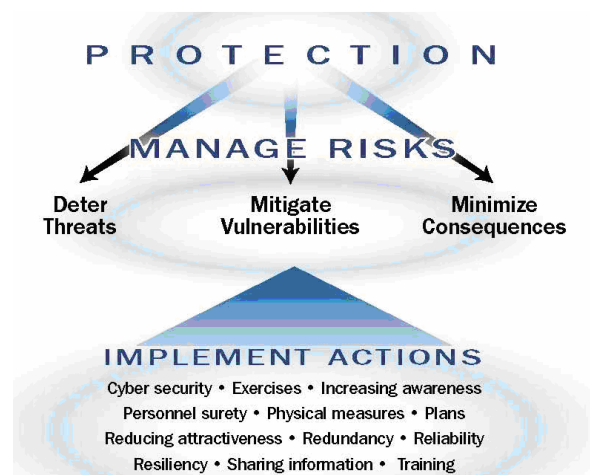 PROTECTION
MANAGE RISKS
Deter
Threats
Mitigate
Vulnerabilities
Minimize
Consequences
IMPLEMENT ACTIONS
Cyber security • Exercises • Increasing awareness
Personnel surety • Physical measures • Plans
Reducing attractiveness • Redundancy • Reliability
Resiliency • Sharing information • Training